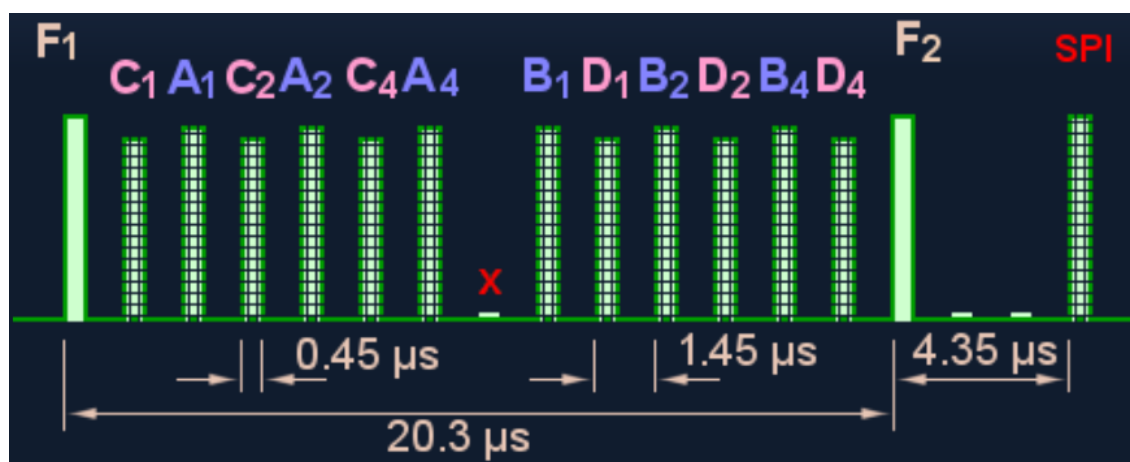 F1 C1 A1 C2 A2 C4 A4 B1 D1 B2 D2 B4 D4 F2 SPI
X
0.45 µs 1.45 µs 4.35 µs
20.3 µs